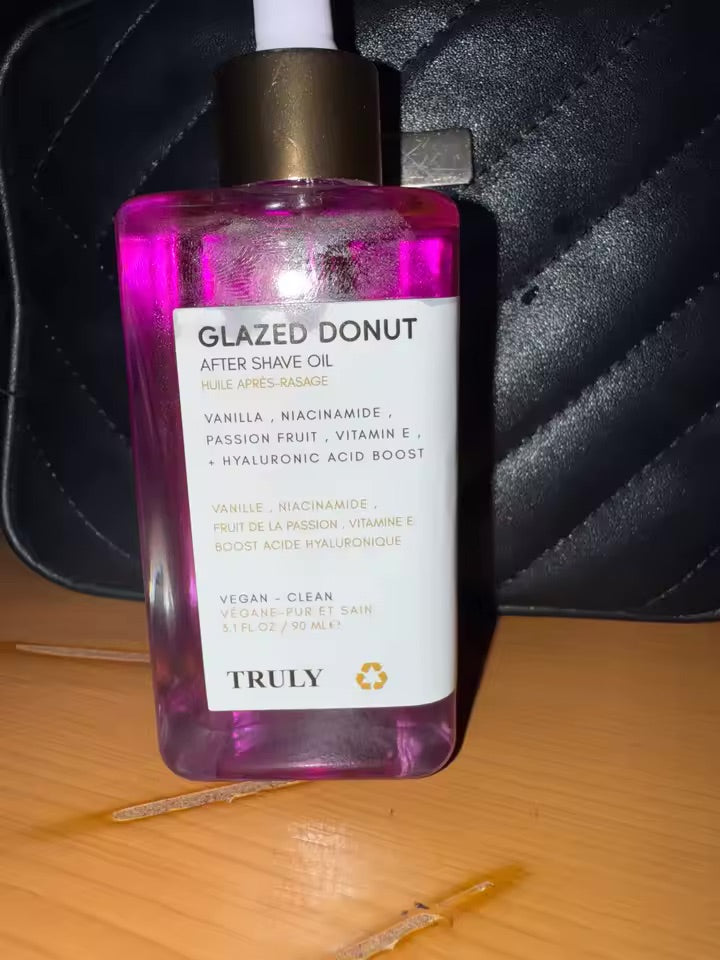 GLAZED DONUT
AFTER SHAVE OIL
HUILE APRÈS-RASAGE
VANILLA , NIACINAMIDE ,
PASSION FRUIT , VITAMIN E ,
+ HYALURONIC ACID BOOST
VANILLE , NIACINAMIDE ,
FRUIT DE LA PASSION , VITAMINE E
BOOST ACIDE HYALURONIQUE
VEGAN - CLEAN
VÉGANE-PUR ET SAIN
3.1 FL.OZ / 90 ML℮
TRULY